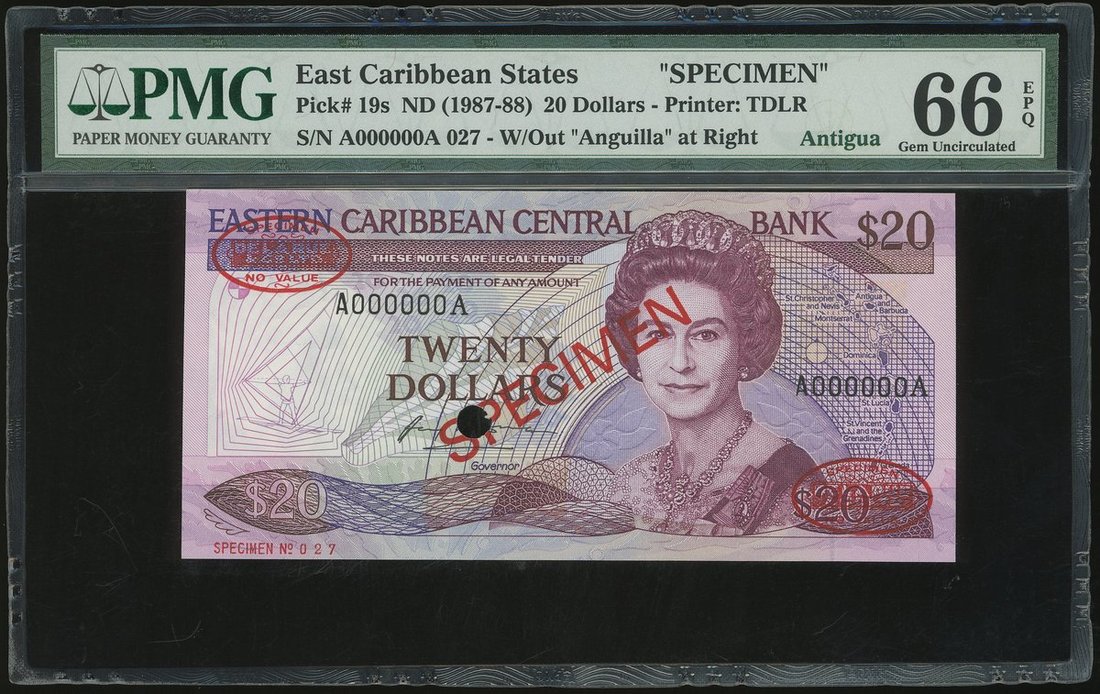 PMG
PAPER MONEY GUARANTY
East Caribbean States "SPECIMEN"
Pick# 19s ND (1987-88) 20 Dollars - Printer: TDLR
S/N A000000A 027 - W/Out "Anguilla" at Right Antigua
66 EPQ
Gem Uncirculated
EASTERN CARIBBEAN CENTRAL BANK $20
SPECIMEN
NO VALUE
THESE NOTES ARE LEGAL TENDER
FOR THE PAYMENT OF ANY AMOUNT
A000000A
TWENTY
DOLLARS
SPECIMEN
Governor
St. Christopher
and Nevis
Antigua
and
Barbuda
Montserrat
Dominica
A000000A
St. Lucia
St. Vincent
and the
Grenadines
$20
$20
SPECIMEN Nº 027